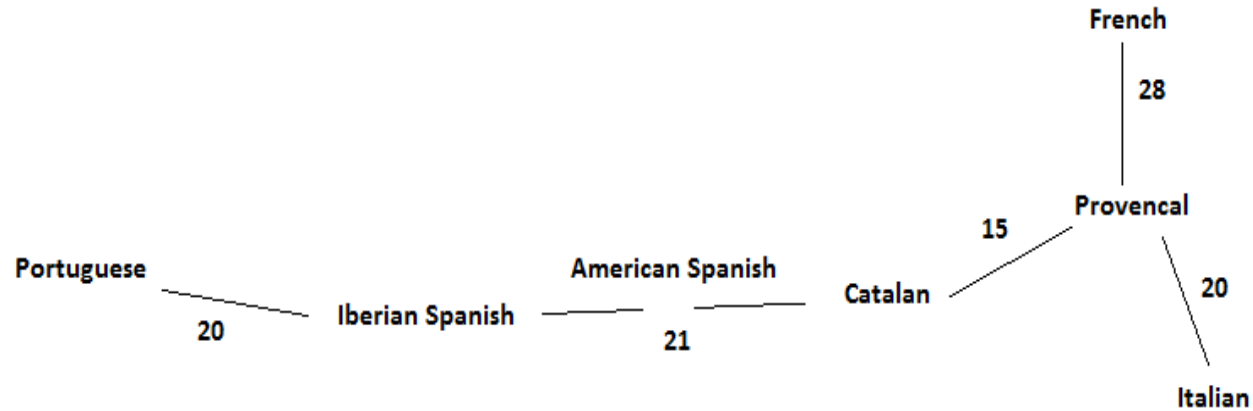 French
28
Provencal
15
Portuguese
American Spanish
Catalan
20
Iberian Spanish
20
21
Italian